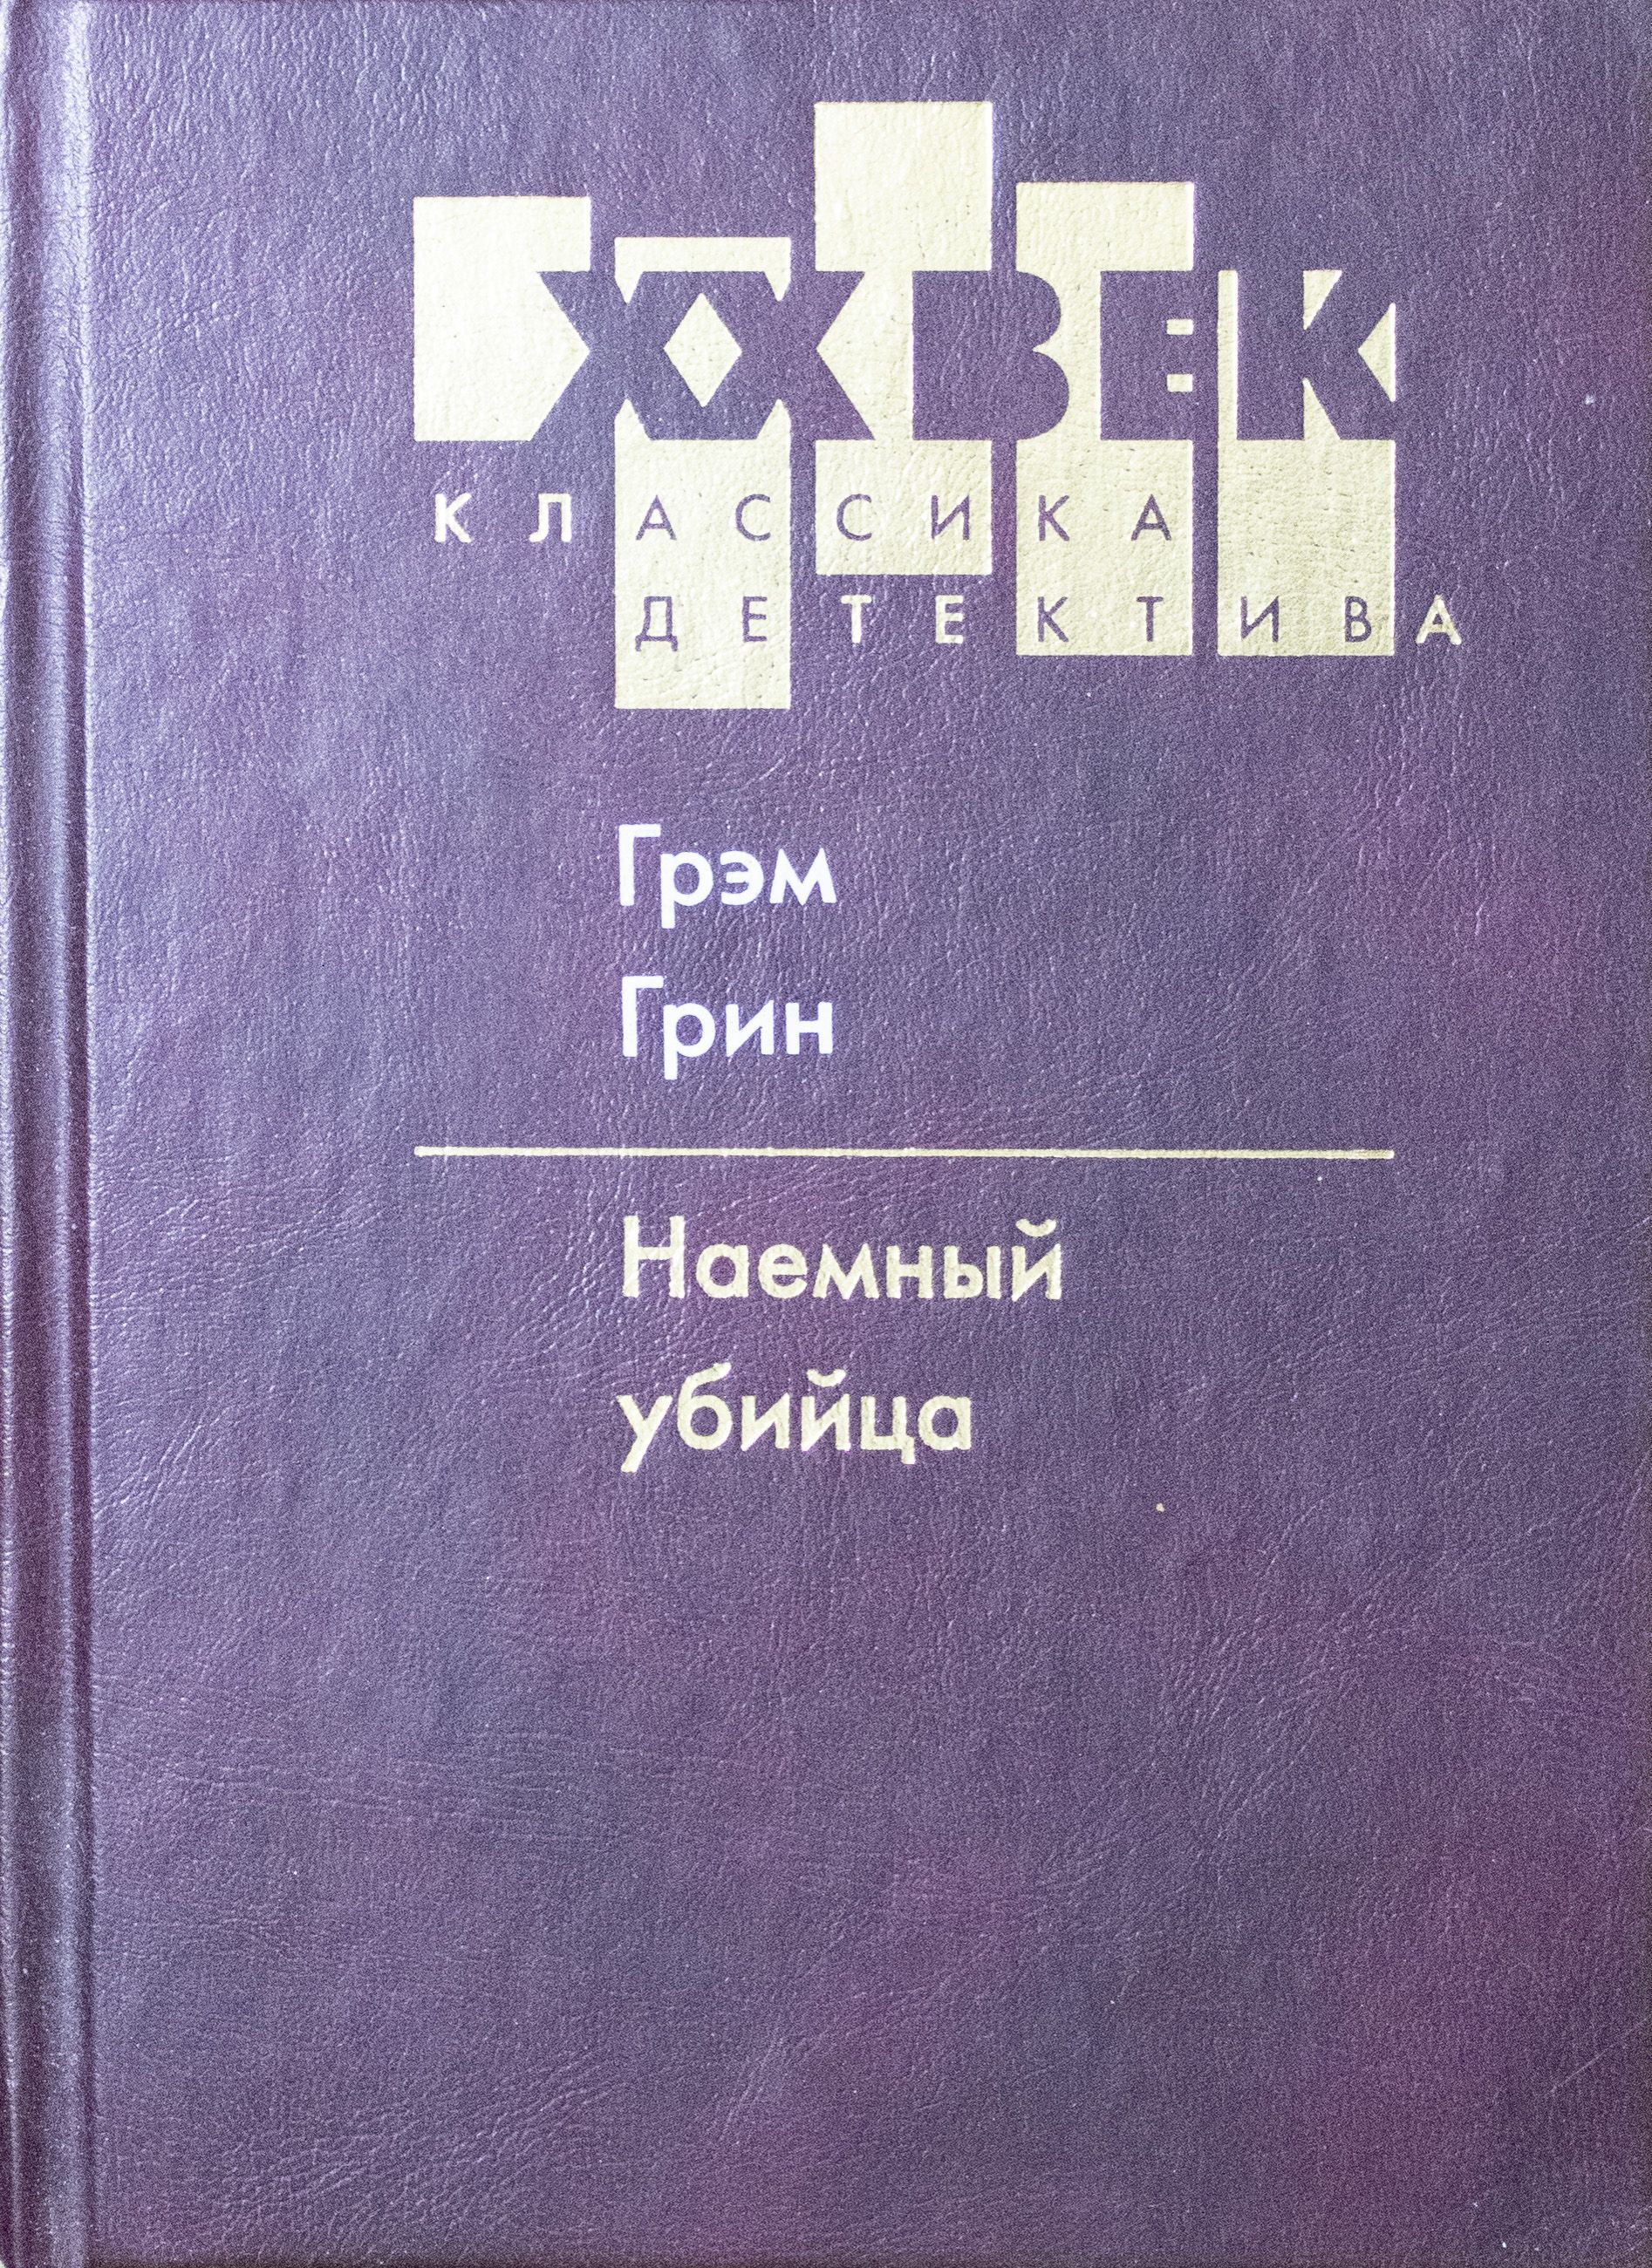 XX ВЕК
КЛАССИКА
ДЕТЕКТИВА
Грэм
Грин
Наемный
убийца